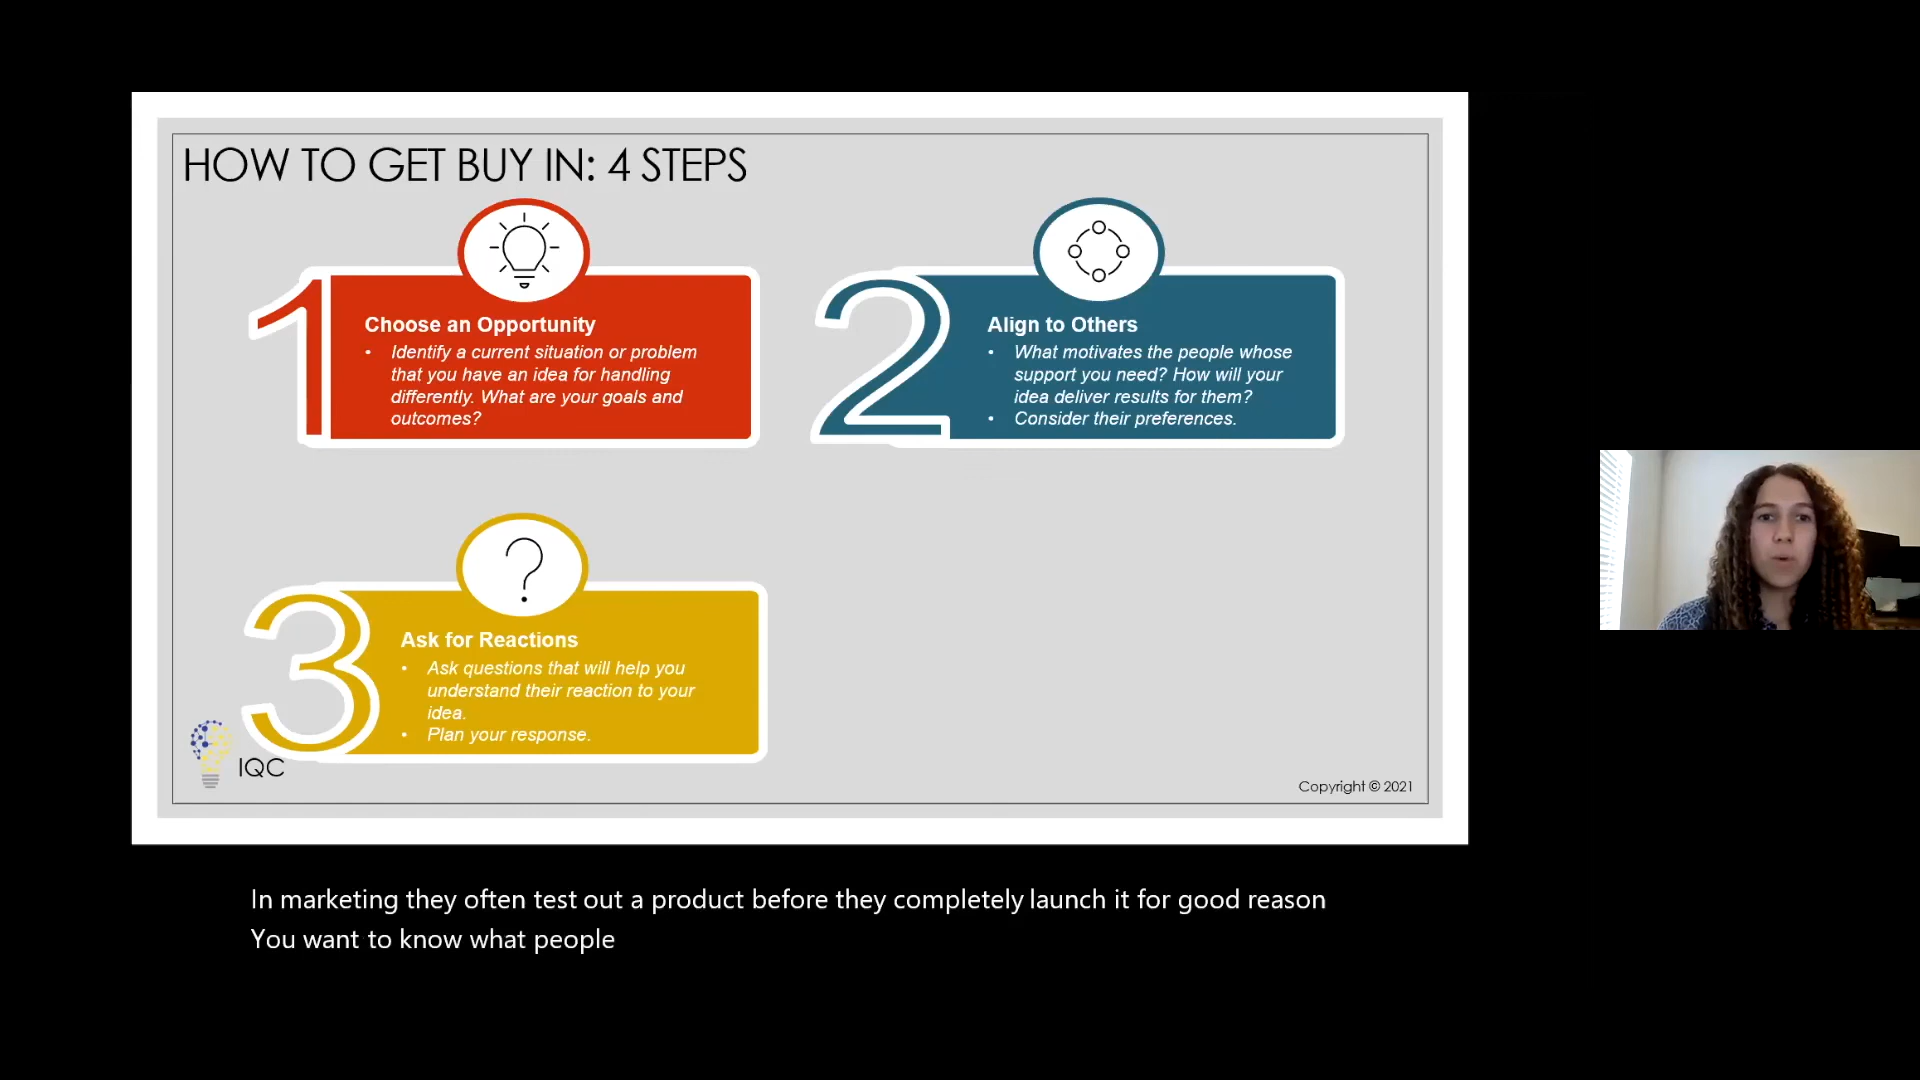 HOW TO GET BUY IN: 4 STEPS
1
Choose an Opportunity
• Identify a current situation or problem
that you have an idea for handling
differently. What are your goals and
outcomes?
2
Align to Others
• What motivates the people whose
support you need? How will your
idea deliver results for them?
• Consider their preferences.
3
Ask for Reactions
• Ask questions that will help you
understand their reaction to your
idea.
• Plan your response.
IQC
Copyright © 2021
In marketing they often test out a product before they completely launch it for good reason
You want to know what people